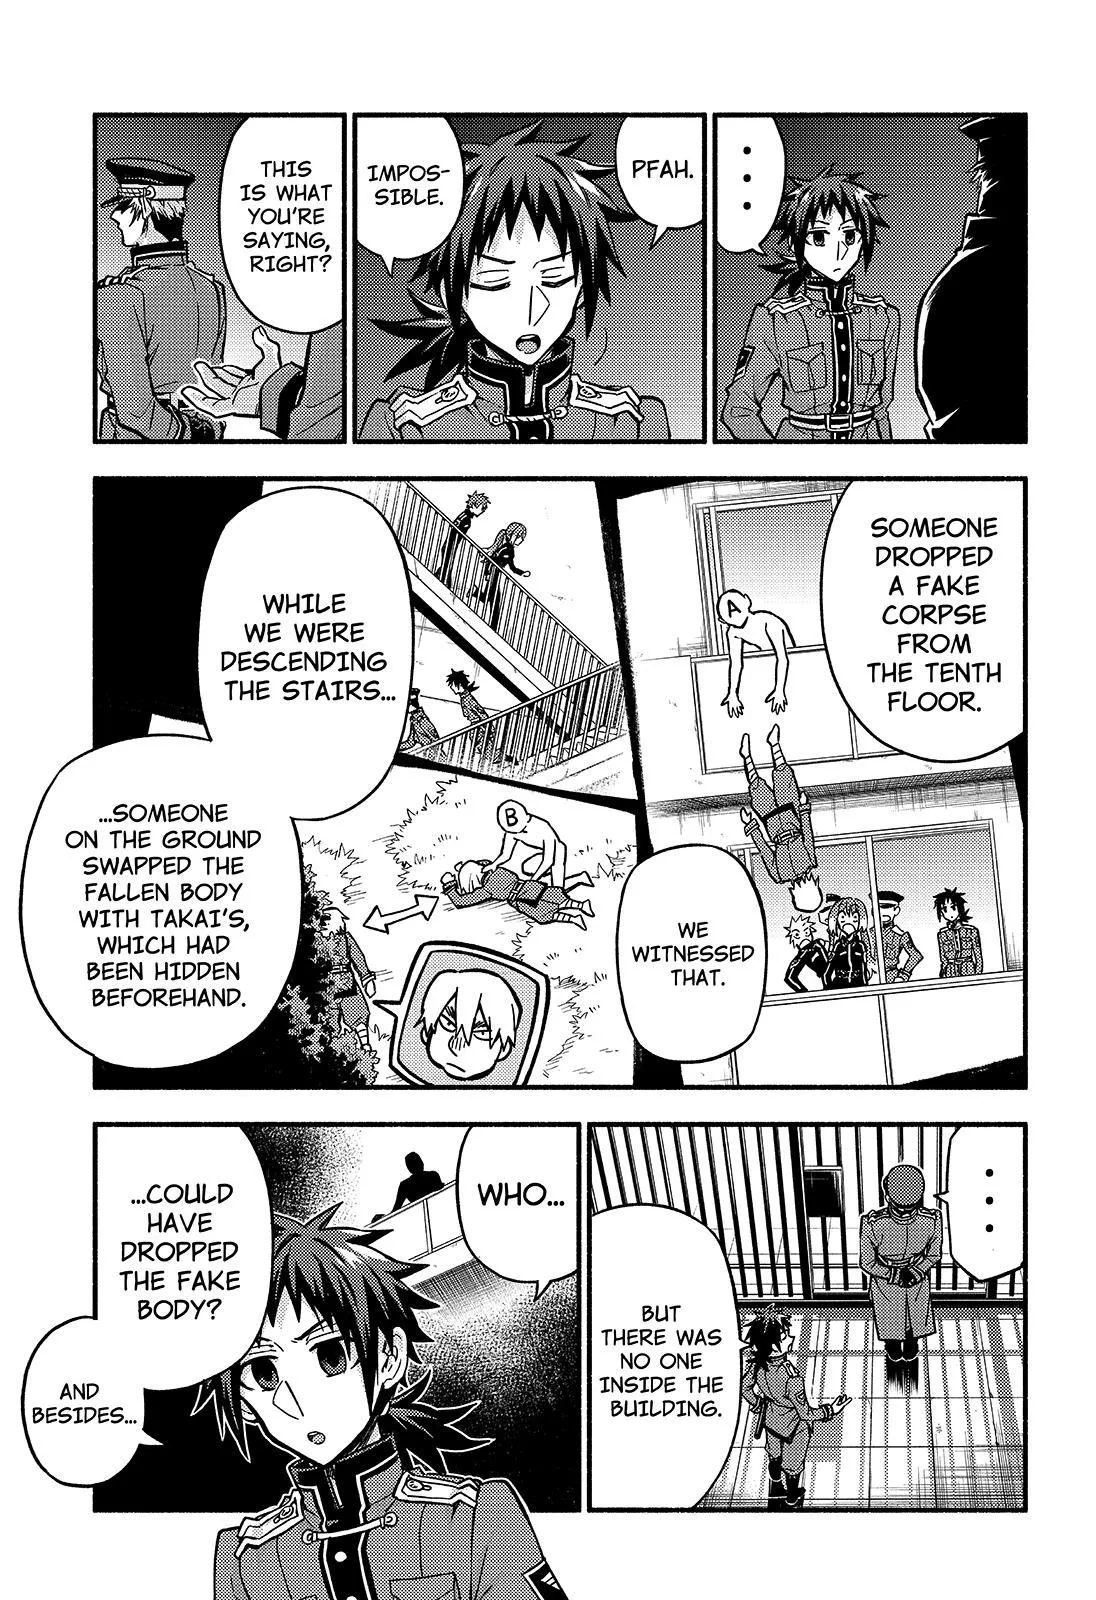 ...
PFAH.
IMPOS-
SIBLE.
THIS
IS WHAT
YOU'RE
SAYING,
RIGHT?
SOMEONE
DROPPED
A FAKE
CORPSE
FROM
THE TENTH
FLOOR.
A
WE
WITNESSED
THAT.
WHILE
WE WERE
DESCENDING
THE STAIRS...
...SOMEONE
ON THE GROUND
SWAPPED THE
FALLEN BODY
WITH TAKAI'S,
WHICH HAD
BEEN HIDDEN
BEFOREHAND.
B
...
BUT
THERE WAS
NO ONE
INSIDE THE
BUILDING.
WHO...
...COULD
HAVE
DROPPED
THE FAKE
BODY?
AND
BESIDES...